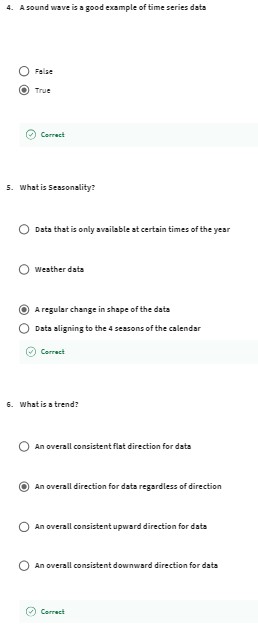 4. A sound wave is a good example of time series data
False
True
Correct
5. What is Seasonality?
Data that is only available at certain times of the year
Weather data
A regular change in shape of the data
Data aligning to the 4 seasons of the calendar
Correct
6. What is a trend?
An overall consistent flat direction for data
An overall direction for data regardless of direction
An overall consistent upward direction for data
An overall consistent downward direction for data
Correct